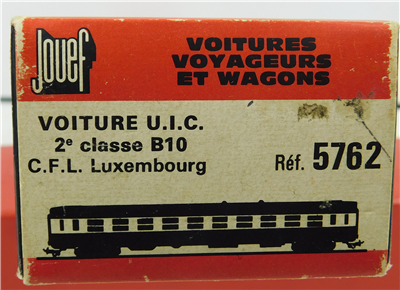 Jouef
VOITURES
VOYAGEURS
ET WAGONS
VOITURE U.I.C.
2e classe B10
C.F.L. Luxembourg
Réf. 5762